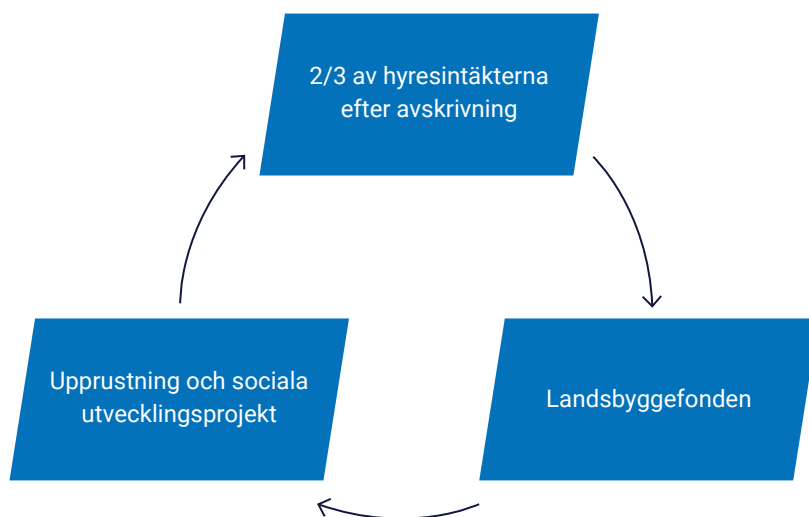 2/3 av hyresintäkterna
efter avskrivning
Upprustning och sociala
utvecklingsprojekt
Landsbyggefonden